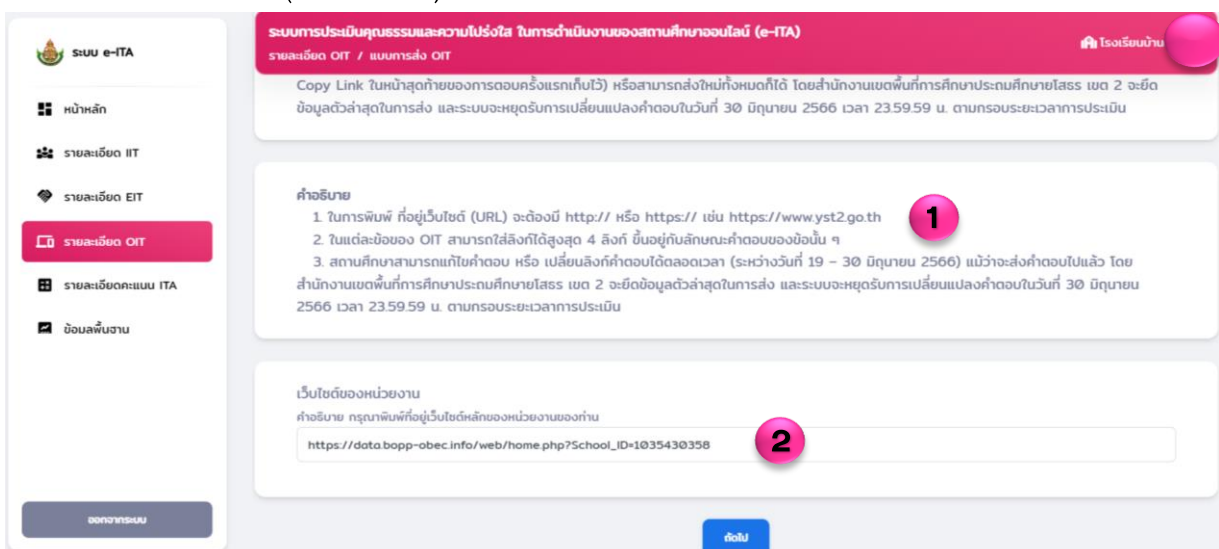 ระบบ e-ITA
หน้าหลัก
รายละเอียด IIT
รายละเอียด EIT
รายละเอียด OIT
รายละเอียดคะแนน ITA
ข้อมูลพื้นฐาน
ออกจากระบบ
ระบบการประเมินคุณธรรมและความโปร่งใส ในการดำเนินงานของสถานศึกษาออนไลน์ (e-ITA)
รายละเอียด OIT / แบบการส่ง OIT
โรงเรียนบ้าน
Copy Link ในหน้าสุดท้ายของการตอบครั้งแรกเก็บไว้) หรือสามารถส่งใหม่ทั้งหมดก็ได้ โดยสำนักงานเขตพื้นที่การศึกษาประถมศึกษายโสธร เขต 2 จะยึด
ข้อมูลตัวล่าสุดในการส่ง และระบบจะหยุดรับการเปลี่ยนแปลงคำตอบในวันที่ 30 มิถุนายน 2566 เวลา 23.59.59 น. ตามกรอบระยะเวลาการประเมิน
คำอธิบาย
1. ในการพิมพ์ ที่อยู่เว็บไซต์ (URL) จะต้องมี http:// หรือ https:// เช่น https://www.yst2.go.th
1
2. ในแต่ละข้อของ OIT สามารถใส่ลิงก์ได้สูงสุด 4 ลิงก์ ขึ้นอยู่กับลักษณะคำตอบของข้อนั้น ๆ
3. สถานศึกษาสามารถแก้ไขคำตอบ หรือ เปลี่ยนลิงก์คำตอบได้ตลอดเวลา (ระหว่างวันที่ 19 – 30 มิถุนายน 2566) แม้ว่าจะส่งคำตอบไปแล้ว โดย
สำนักงานเขตพื้นที่การศึกษาประถมศึกษายโสธร เขต 2 จะยึดข้อมูลตัวล่าสุดในการส่ง และระบบจะหยุดรับการเปลี่ยนแปลงคำตอบในวันที่ 30 มิถุนายน
2566 เวลา 23.59.59 น. ตามกรอบระยะเวลาการประเมิน
เว็บไซต์ของหน่วยงาน
คำอธิบาย กรุณาพิมพ์ที่อยู่เว็บไซต์หลักของหน่วยงานของท่าน
https://data.bopp-obec.info/web/home.php?School_ID=1035430358
2
ถัดไป